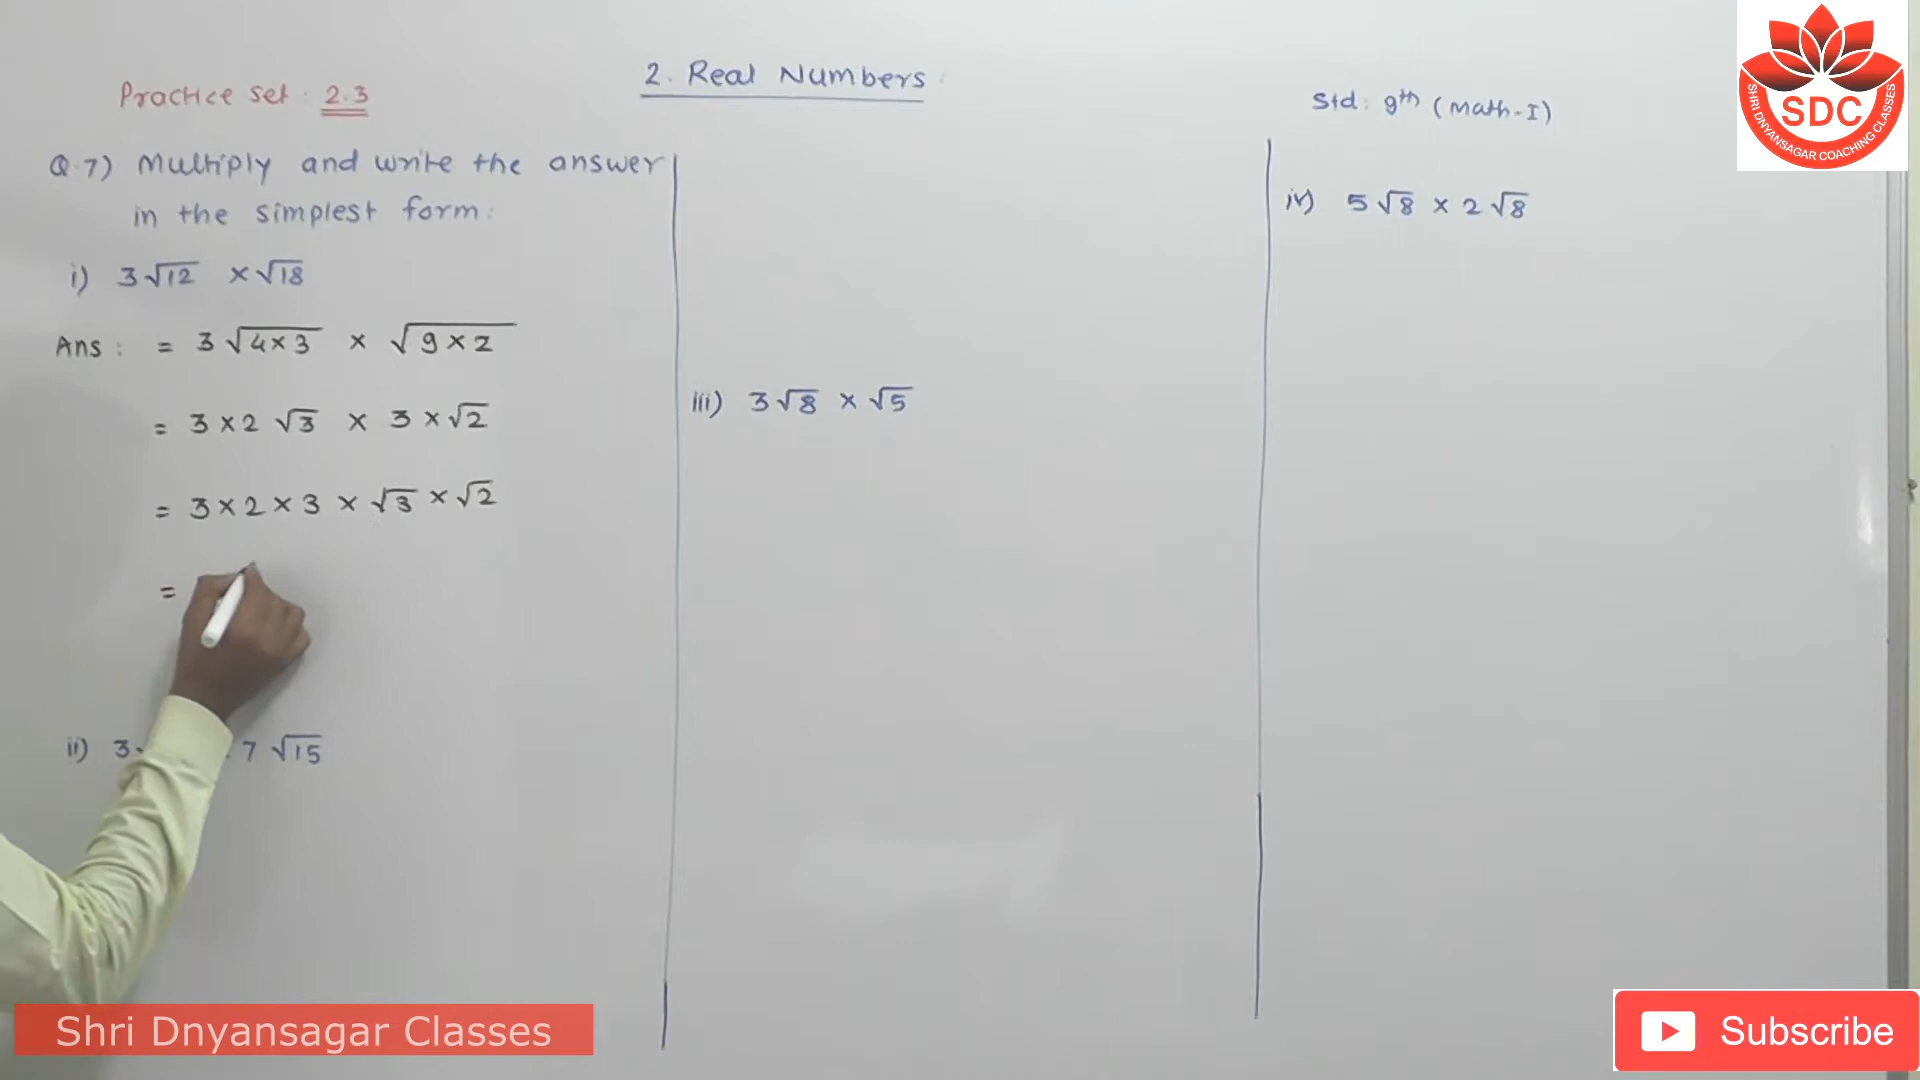 Practice Set : 2.3
2. Real Numbers :
Std : 9th (Math-I)
Q.7) Multiply and write the answer
in the simplest form:
i) 3√12 × √18
Ans : = 3√4×3 × √9×2
= 3×2√3 × 3×√2
= 3×2×3×√3×√2
=
ii) 3 7√15
iii) 3√8 × √5
iv) 5√8 × 2√8
SDC
SHRI DNYANSAGAR COACHING CLASSES
Shri Dnyansagar Classes
Subscribe